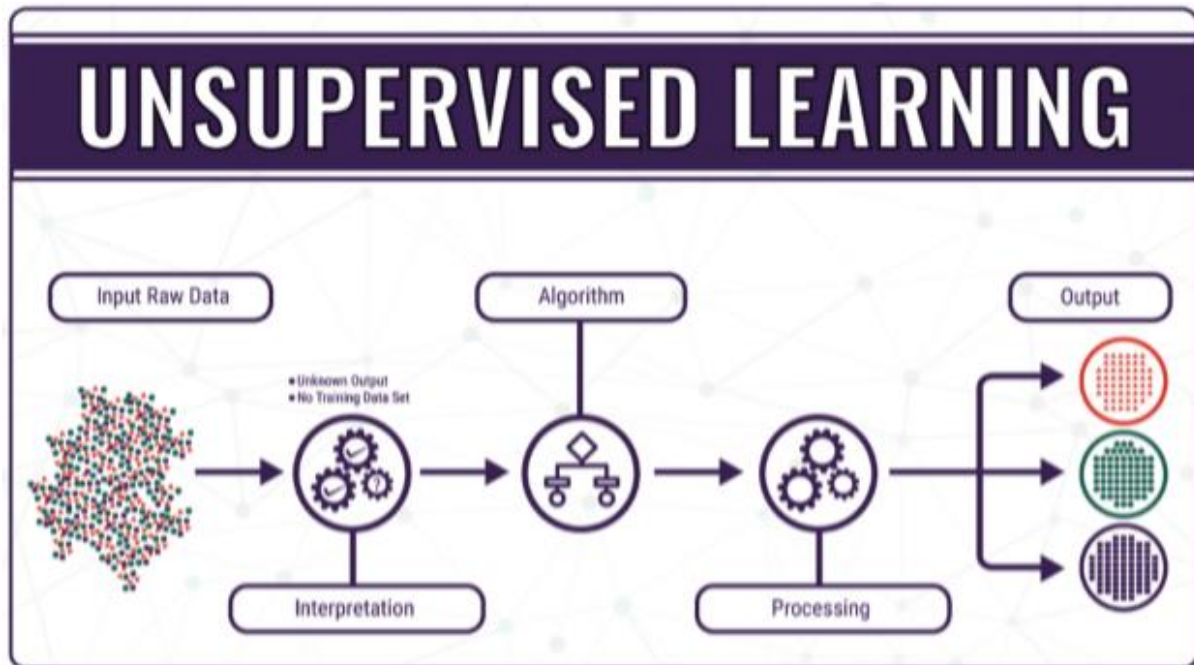 UNSUPERVISED LEARNING
Input Raw Data
Algorithm
Output
• Unknown Output
• No Training Data Set
Interpretation
Processing